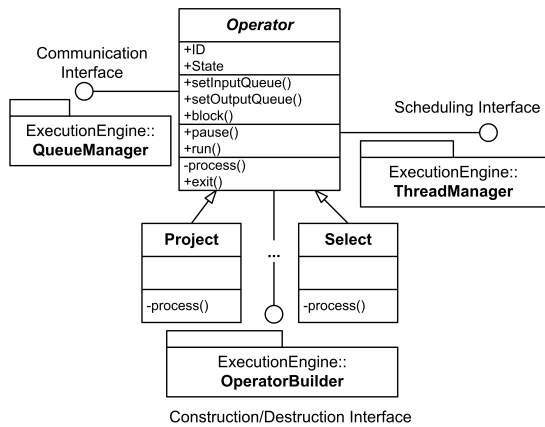 Operator
+ID
+State
+setInputQueue()
+setOutputQueue()
+block()
+pause()
+run()
-process()
+exit()
Communication
Interface
ExecutionEngine::
QueueManager
Scheduling Interface
ExecutionEngine::
ThreadManager
Project
-process()
...
Select
-process()
ExecutionEngine::
OperatorBuilder
Construction/Destruction Interface